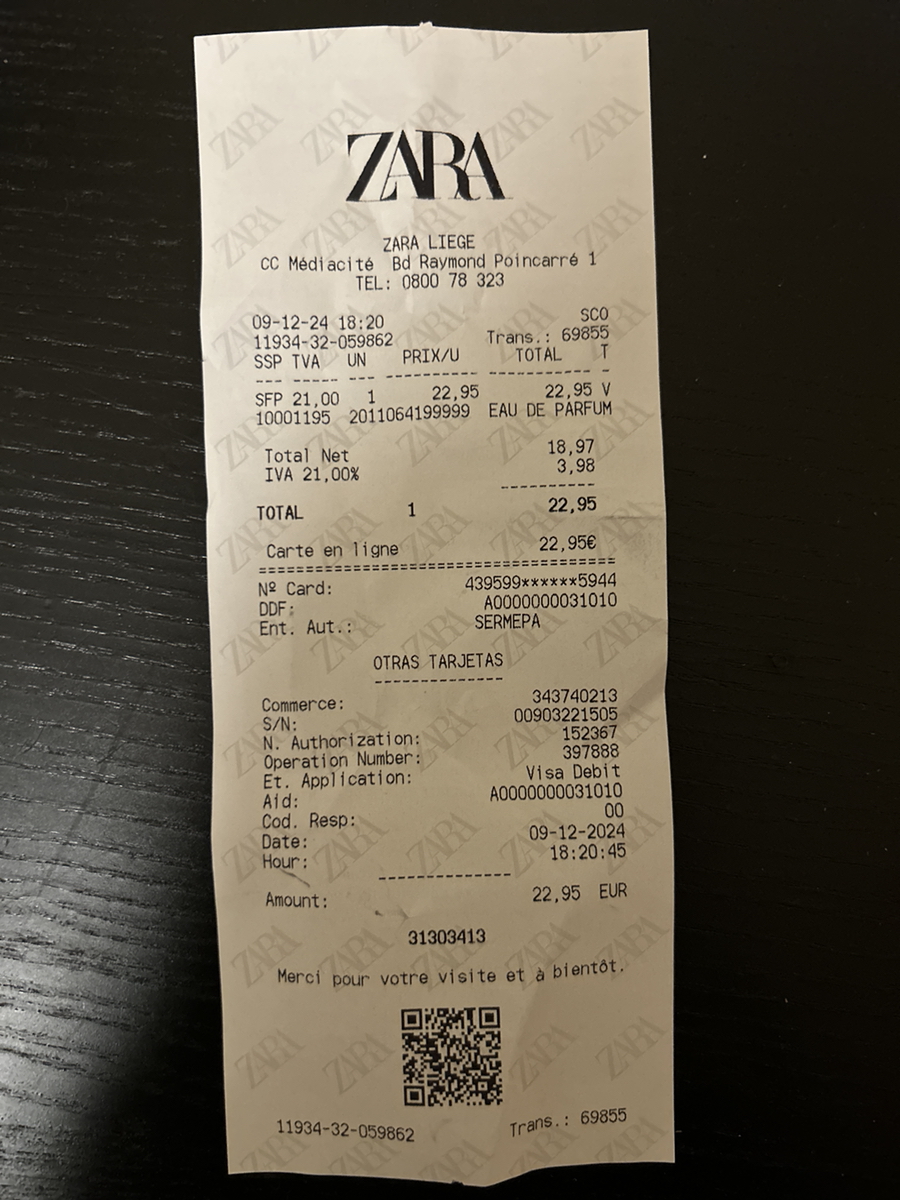 ZARA
ZARA LIEGE
CC Médiacité Bd Raymond Poincarré 1
TEL: 0800 78 323
09-12-24 18:20 SCO
11934-32-059862 Trans.: 69855
SSP TVA UN PRIX/U TOTAL T
--- ----- --- ---------- ---------- -
SFP 21,00 1 22,95 22,95 V
10001195 2011064199999 EAU DE PARFUM
Total Net 18,97
IVA 21,00% 3,98
----------
TOTAL 1 22,95
Carte en ligne 22,95€
======================================
Nº Card: 439599******5944
DDF: A0000000031010
Ent. Aut.: SERMEPA
OTRAS TARJETAS
--------------
Commerce: 343740213
S/N: 00903221505
N. Authorization: 152367
Operation Number: 397888
Et. Application: Visa Debit
Aid: A0000000031010
Cod. Resp: 00
Date: 09-12-2024
Hour: 18:20:45
--------------
Amount: 22,95 EUR
31303413
Merci pour votre visite et à bientôt.
11934-32-059862 Trans.: 69855